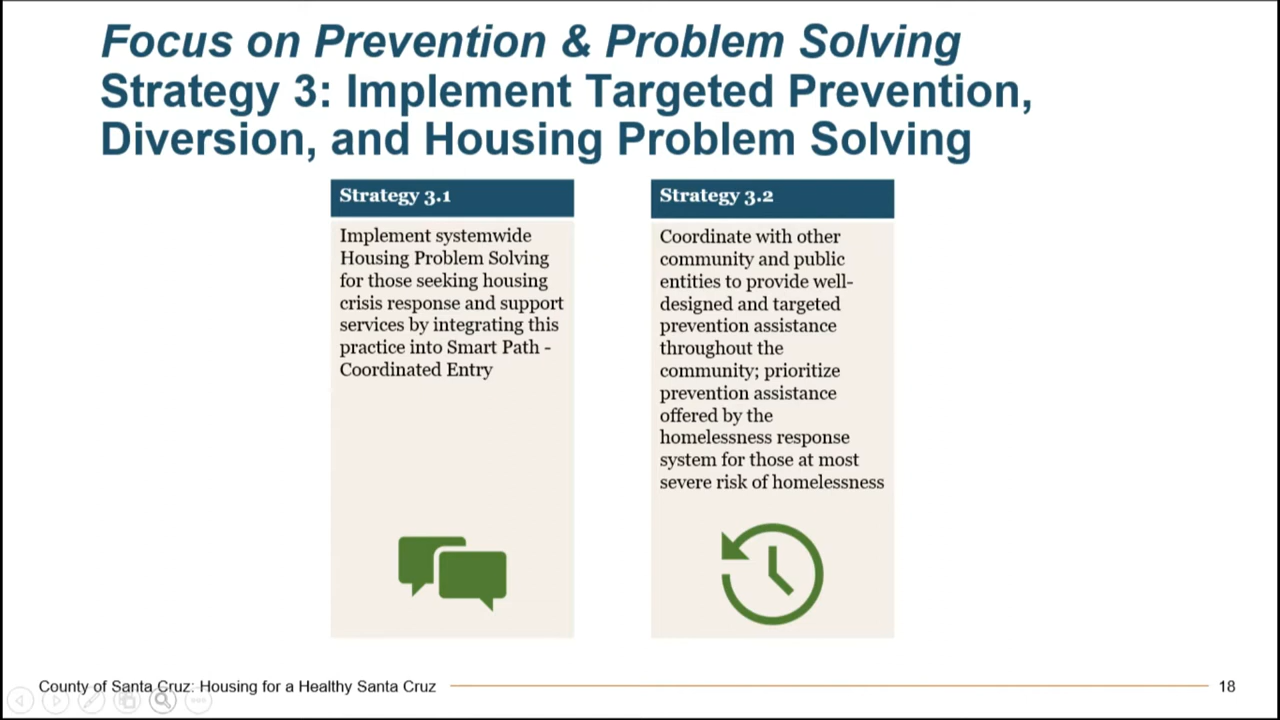 Focus on Prevention & Problem Solving
Strategy 3: Implement Targeted Prevention,
Diversion, and Housing Problem Solving
Strategy 3.1
Implement systemwide
Housing Problem Solving
for those seeking housing
crisis response and support
services by integrating this
practice into Smart Path -
Coordinated Entry
Strategy 3.2
Coordinate with other
community and public
entities to provide well-
designed and targeted
prevention assistance
throughout the
community; prioritize
prevention assistance
offered by the
homelessness response
system for those at most
severe risk of homelessness
County of Santa Cruz: Housing for a Healthy Santa Cruz
18